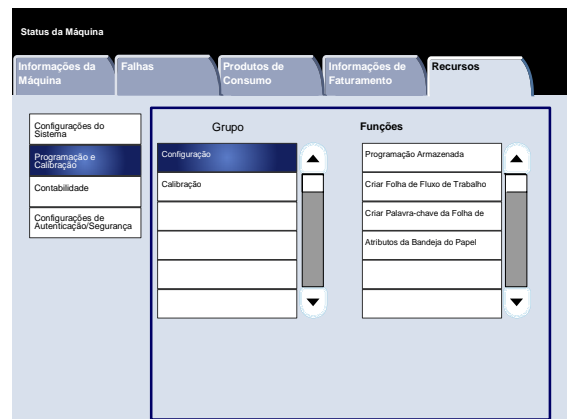 Status da Máquina
Informações da
Máquina
Falhas
Produtos de
Consumo
Informações de
Faturamento
Recursos
Configurações do
Sistema
Programação e
Calibração
Contabilidade
Configurações de
Autenticação/Segurança
Grupo
Configuração
Calibração
Funções
Programação Armazenada
Criar Folha de Fluxo de Trabalho
Criar Palavra-chave da Folha de
Atributos da Bandeja do Papel